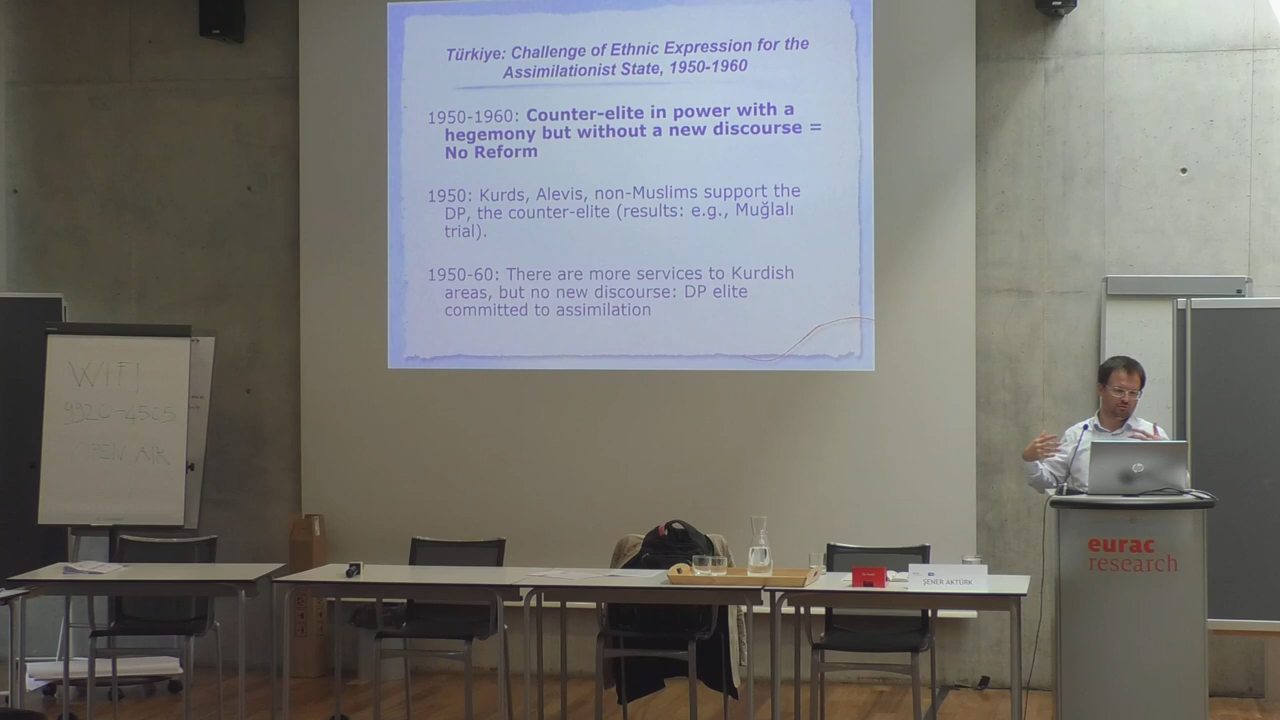 Türkiye: Challenge of Ethnic Expression for the
Assimilationist State, 1950-1960
1950-1960: Counter-elite in power with a
hegemony but without a new discourse =
No Reform
1950: Kurds, Alevis, non-Muslims support the
DP, the counter-elite (results: e.g., Muğlalı
trial).
1950-60: There are more services to Kurdish
areas, but no new discourse: DP elite
committed to assimilation
WIFI
OPEN AIR
hp
eurac
research
ŞENER AKTÜRK